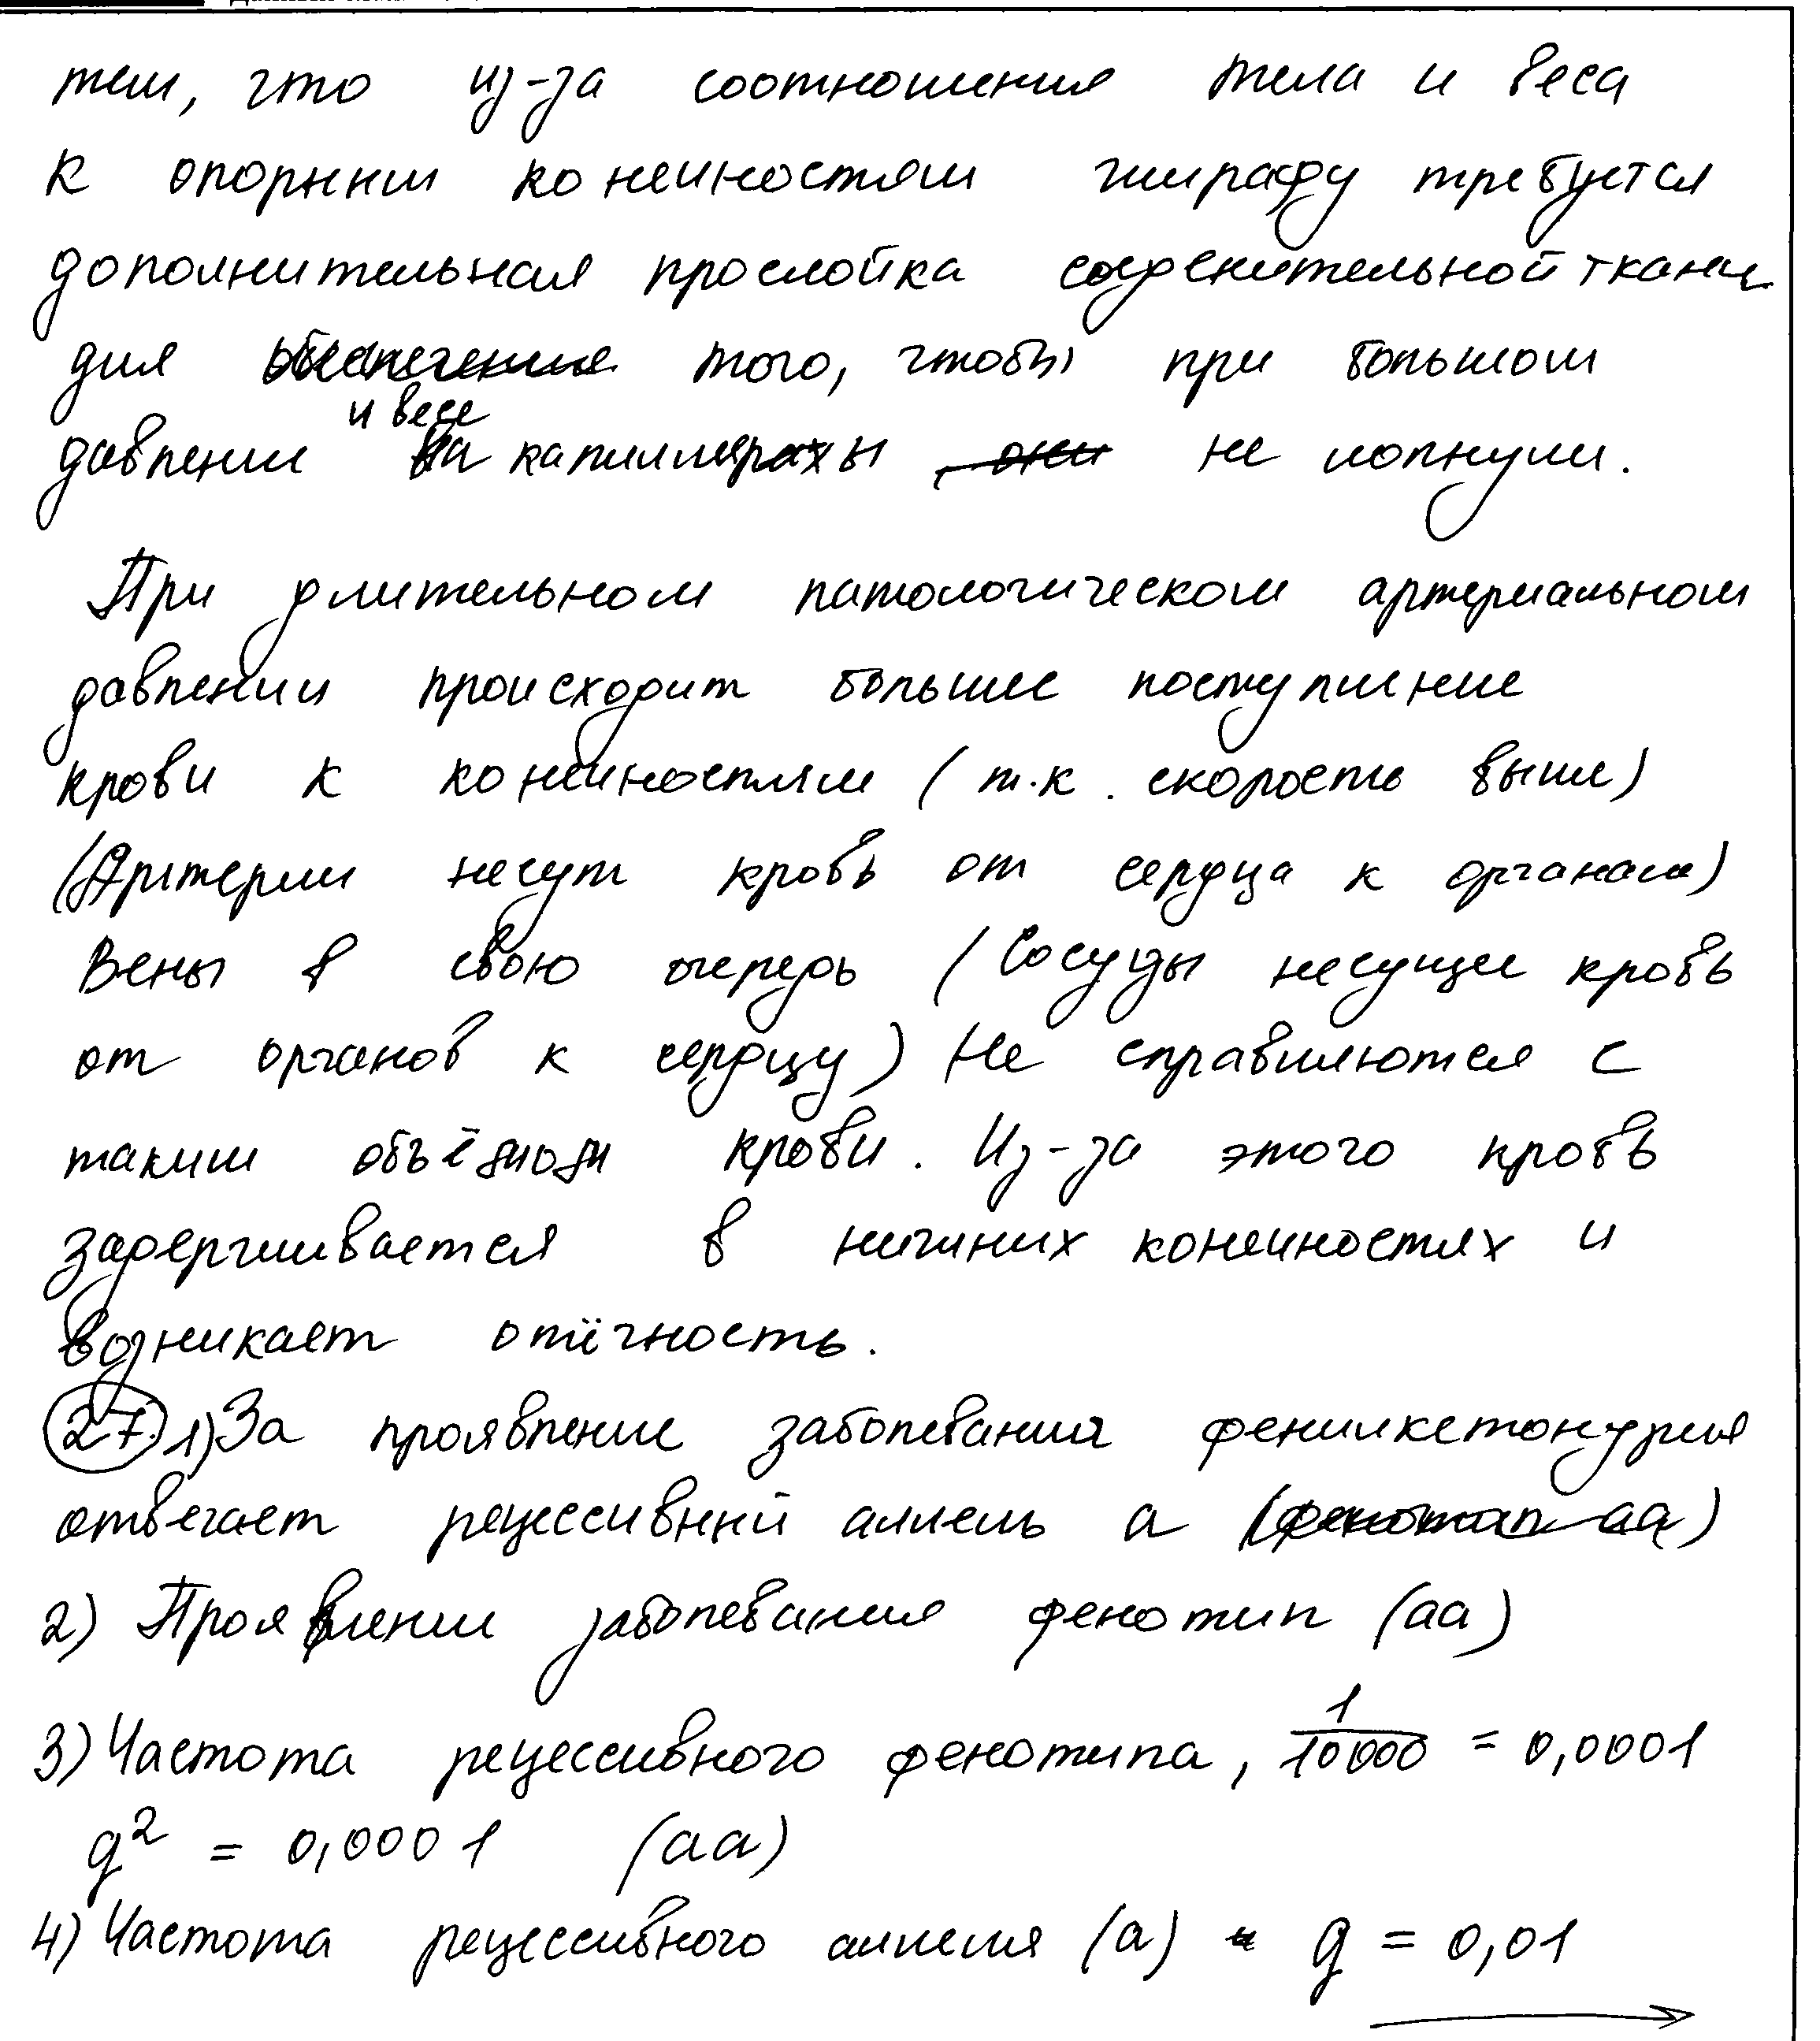 тем, что из-за соотношения тела и веса
к опорным конечностям жирафу требуется
дополнительная прослойка соеденительной ткани
для обеспечения того, чтобы при большом
и весе
давлении капилляры не лопнули.
При длительном патологическом артериальном
давлении происходит большее поступление
крови к конечностям (т.к. скорость выше)
(Артерии несут кровь от сердца к органам)
Вены в свою очередь (Сосуды несущие кровь
от органов к сердцу) не справляются с
таким объёмом крови. Из-за этого кровь
задерживается в нижних конечностях и
возникает отёчность.
27. 1) За проявление заболевания фенилкетонурия
отвечает рецессивный аллель а (фенотип аа)
2) Проявлении заболевания фенотип (аа)
3) Частота рецессивного фенотипа, 1/10000 = 0,0001
q² = 0,0001 (аа)
4) Частота рецессивного аллеля (а) q = 0,01